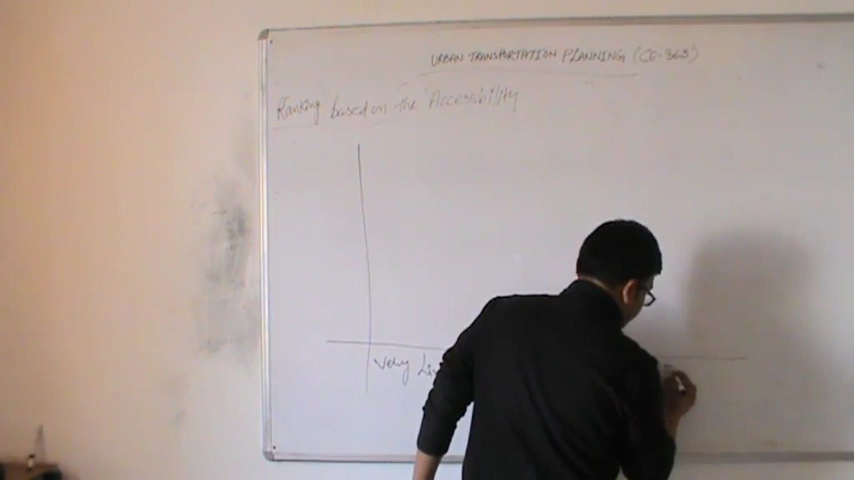 URBAN TRANSPORTATION PLANNING (CE-363)
Ranking based on the 'Accessibility
Very